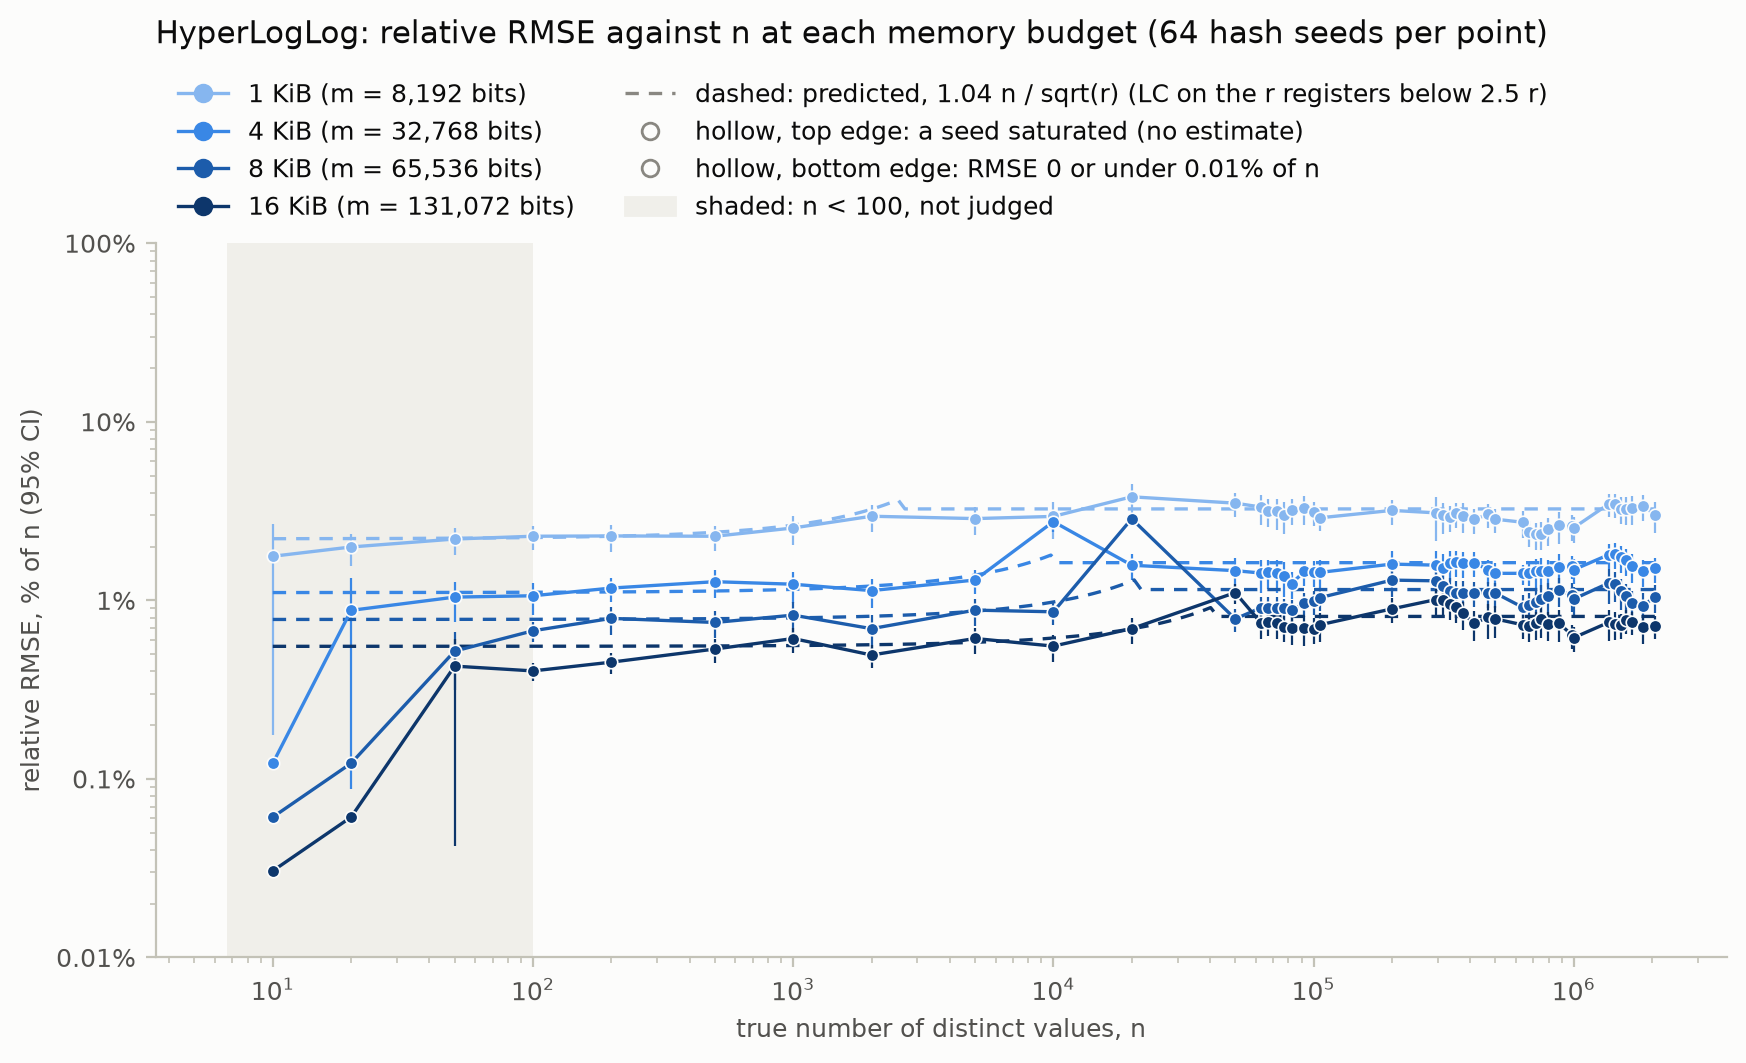 HyperLogLog: relative RMSE against n at each memory budget (64 hash seeds per point)
1 KiB (m = 8,192 bits)
4 KiB (m = 32,768 bits)
8 KiB (m = 65,536 bits)
16 KiB (m = 131,072 bits)
dashed: predicted, 1.04 n / sqrt(r) (LC on the r registers below 2.5 r)
hollow, top edge: a seed saturated (no estimate)
hollow, bottom edge: RMSE 0 or under 0.01% of n
shaded: n < 100, not judged
relative RMSE, % of n (95% CI)
100%
10%
1%
0.1%
0.01%
10¹
10²
10³
10⁴
10⁵
10⁶
true number of distinct values, n